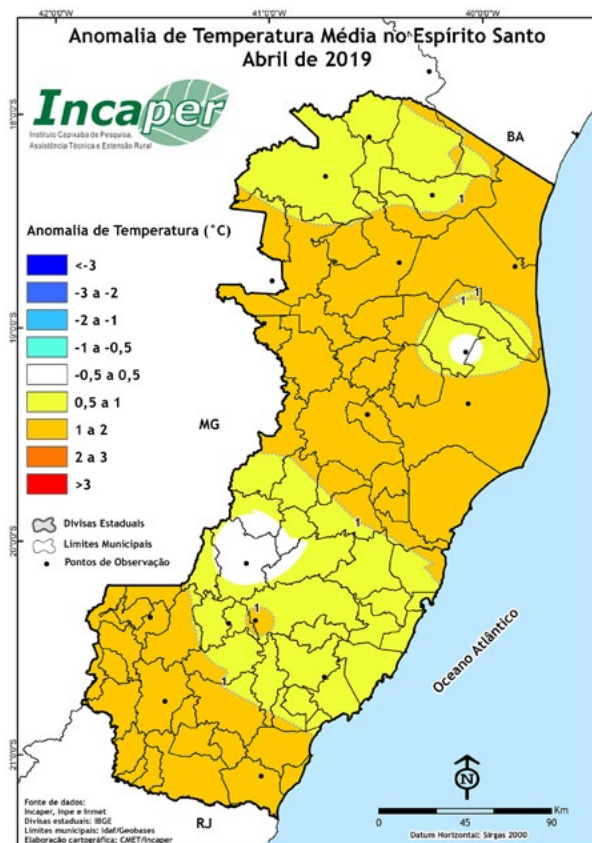 42°0'0"O 41°0'0"O 40°0'0"O
Anomalia de Temperatura Média no Espírito Santo
Abril de 2019
Incaper
Instituto Capixaba de Pesquisa,
Assistência Técnica e Extensão Rural
18°0'0"S
BA
1
Anomalia de Temperatura (°C)
<-3
-3 a -2
-2 a -1
-1 a -0,5
-0,5 a 0,5
0,5 a 1
1 a 2
2 a 3
>3
1
1
19°0'0"S
MG
1
Divisas Estaduais
Limites Municipais
Pontos de Observação
20°0'0"S
1
Oceano Atlântico
1
21°0'0"S
N
Fonte de dados:
Incaper, Inpe e Inmet
Divisas estaduais: IBGE
Limites municipais: Idaf/Geobases
Elaboração cartográfica: CMET/Incaper
RJ
Km
0 45 90
Datum Horizontal: Sirgas 2000